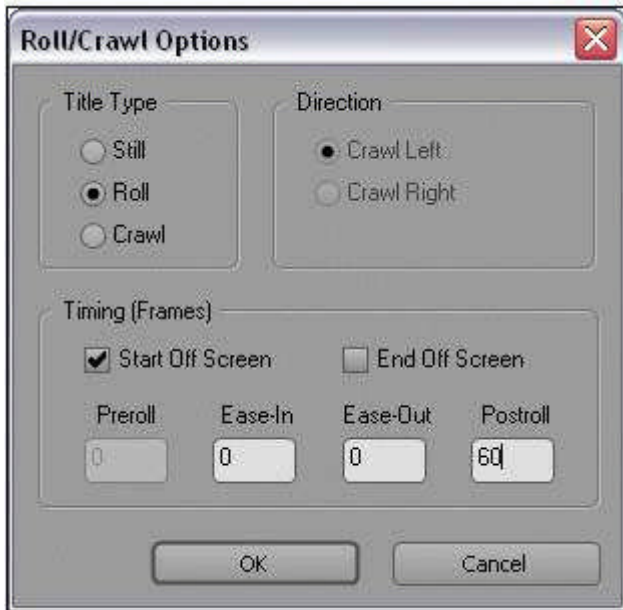 Roll/Crawl Options
Title Type
Still
Roll
Crawl
Direction
Crawl Left
Crawl Right
Timing (Frames)
Start Off Screen
End Off Screen
Preroll Ease-In Ease-Out Postroll
0 0 0 60
OK Cancel